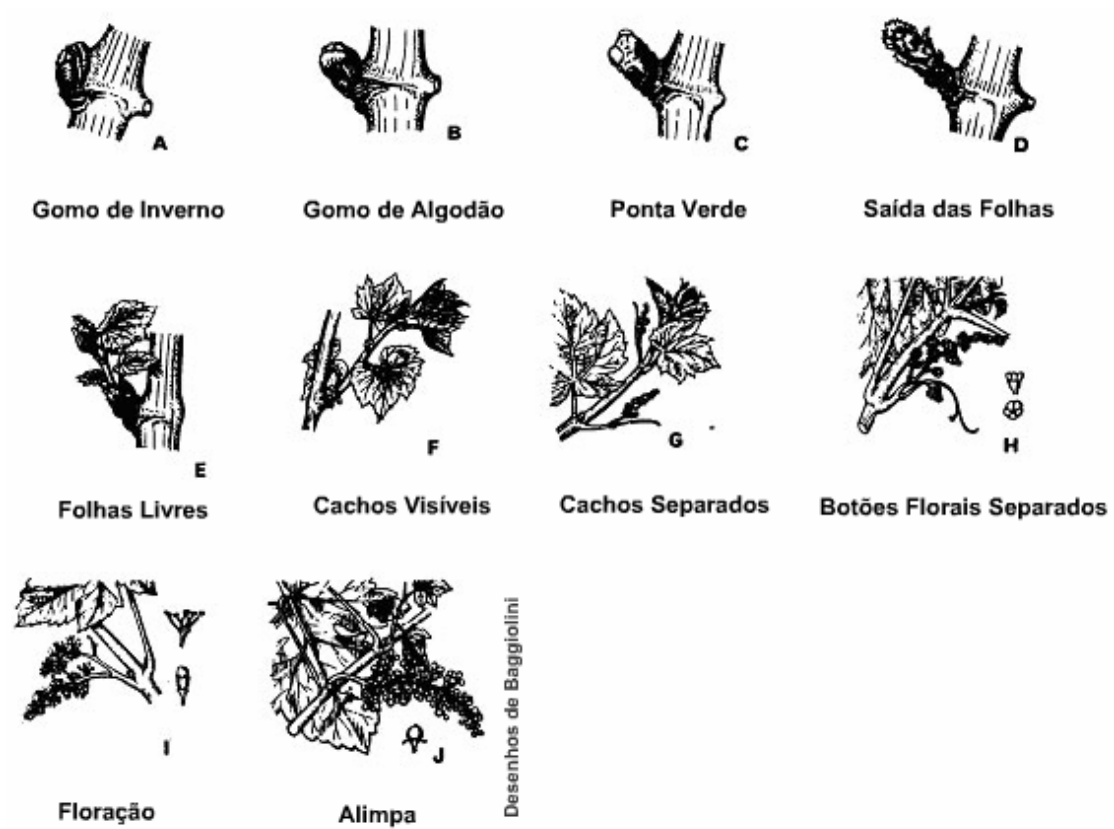 A
B
C
D
Gomo de Inverno
Gomo de Algodão
Ponta Verde
Saída das Folhas
E
F
G
H
Folhas Livres
Cachos Visíveis
Cachos Separados
Botões Florais Separados
I
J
Floração
Alimpa
Desenhos de Baggiolini